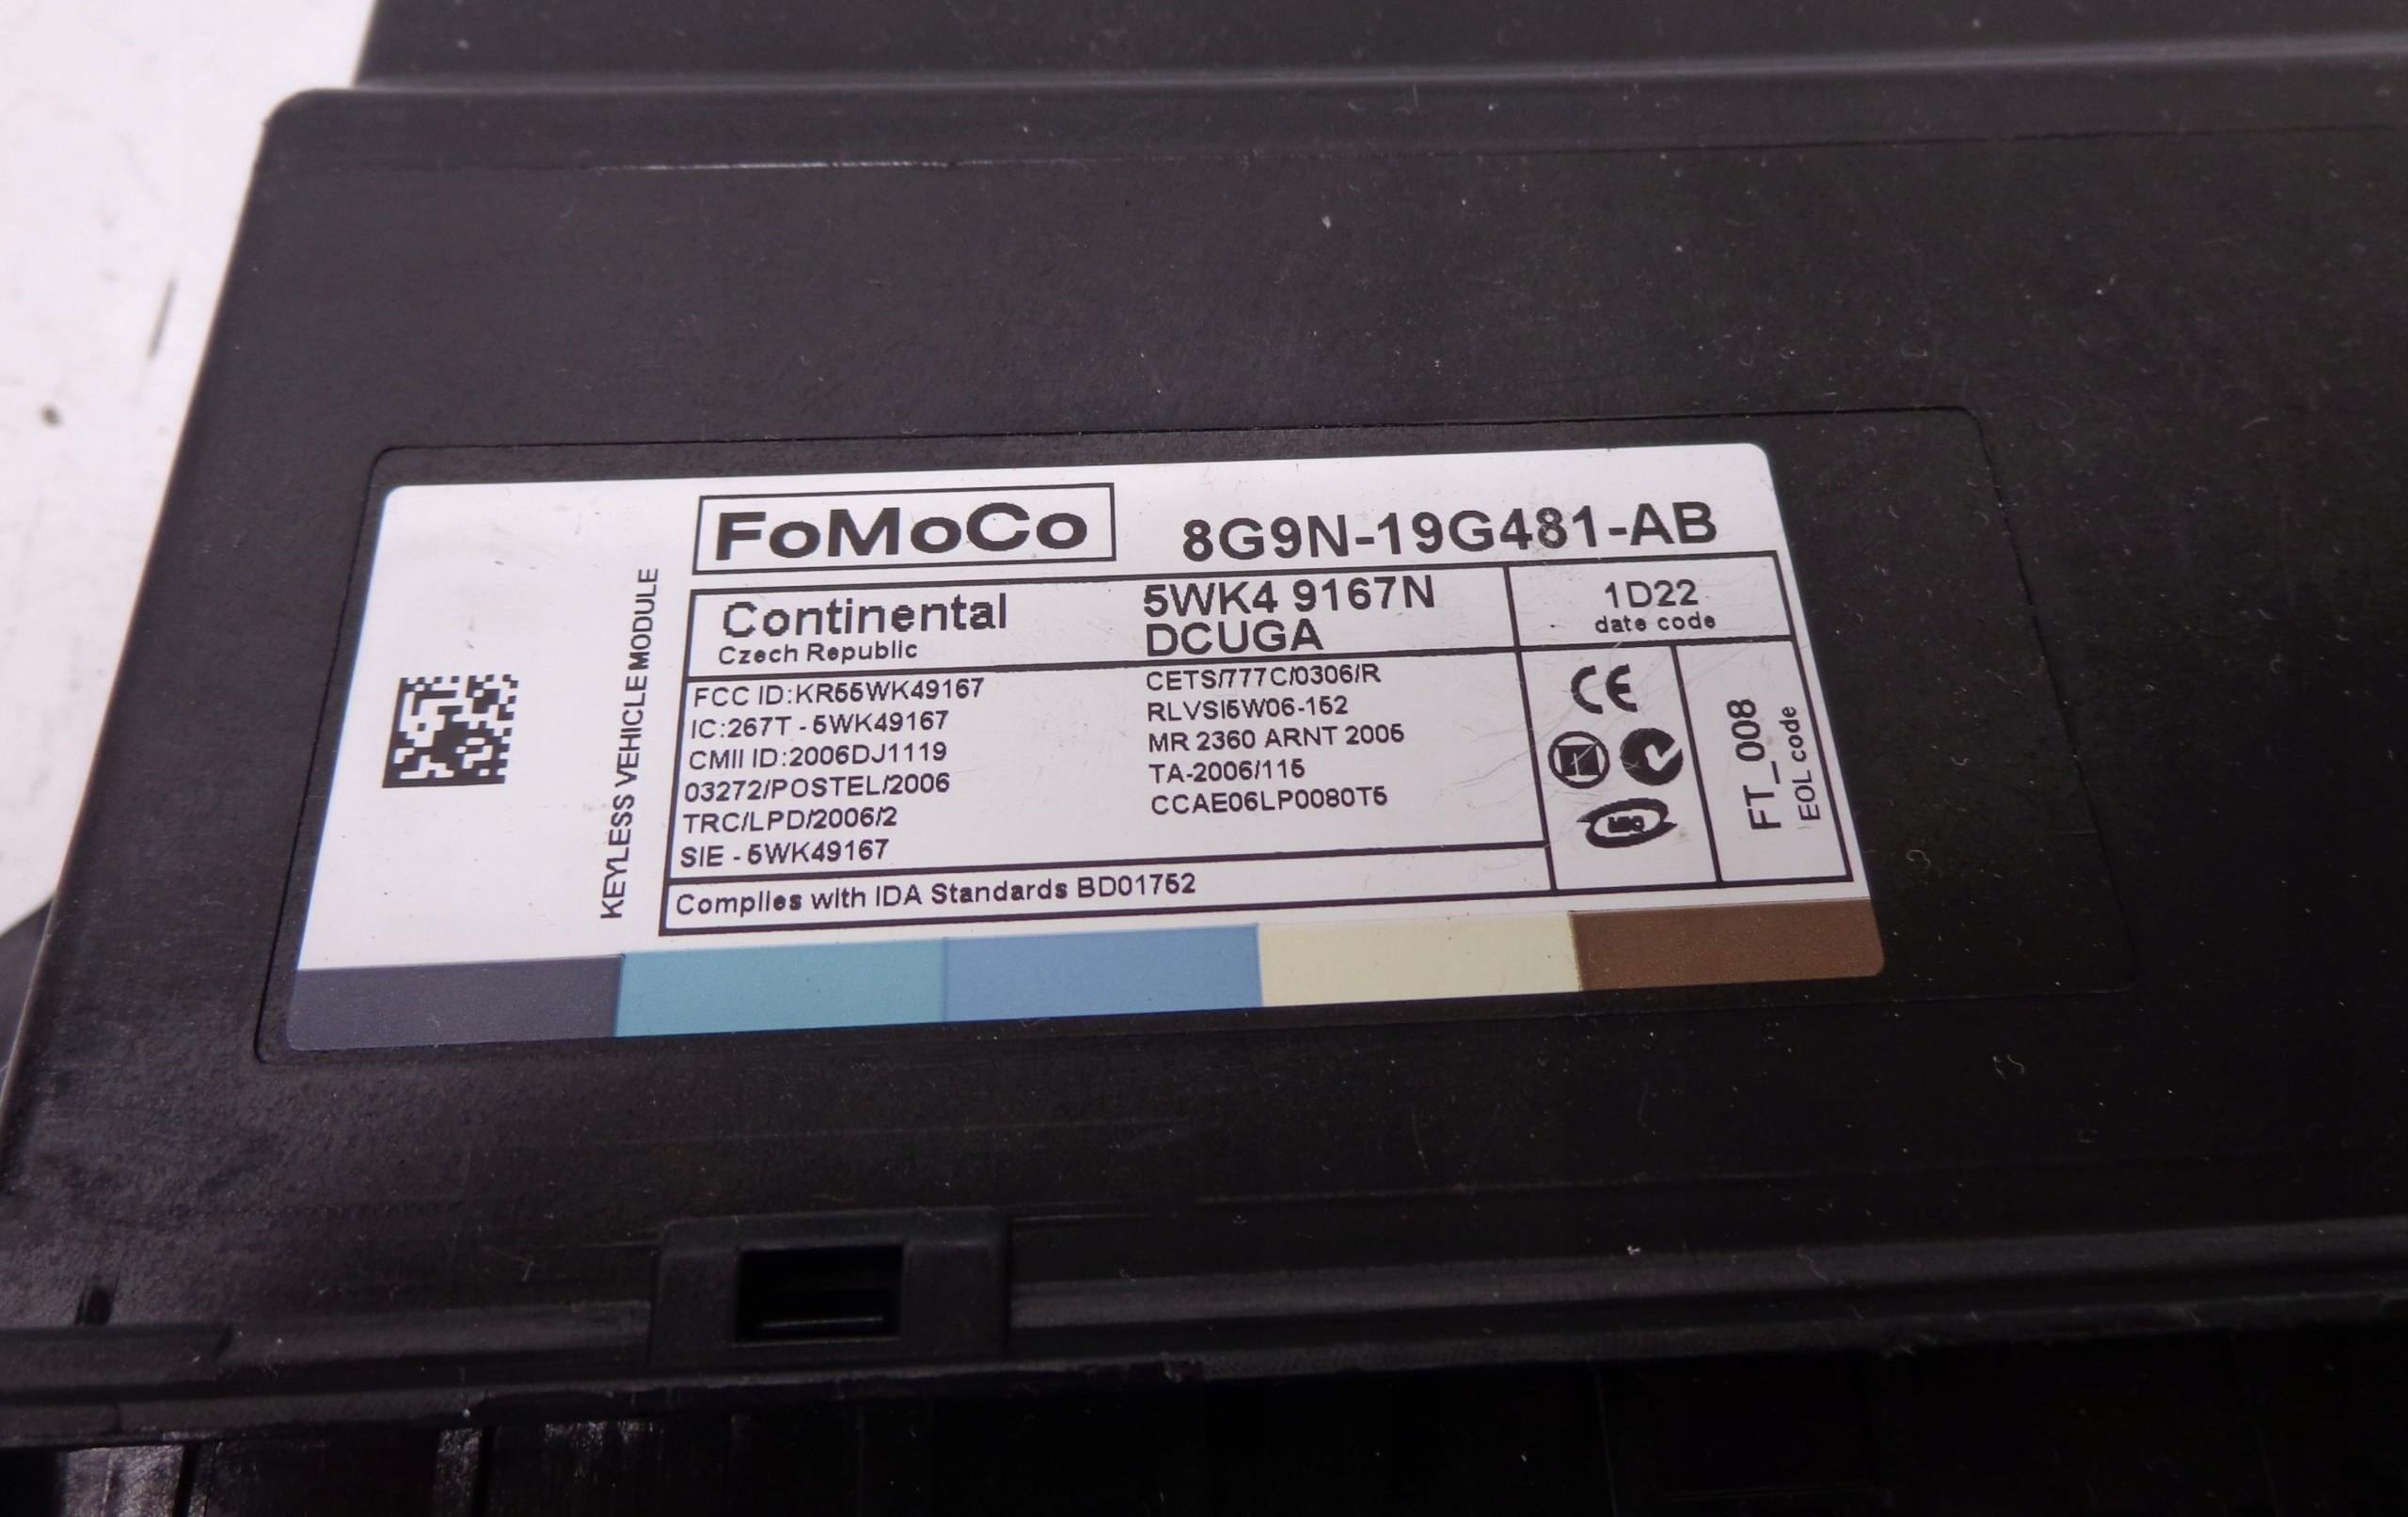 FoMoCo 8G9N-19G481-AB
KEYLESS VEHICLE MODULE
Continental
Czech Republic
5WK4 9167N
DCUGA
1D22
date code
FCC ID:KR55WK49167
IC:267T - 5WK49167
CMII ID:2006DJ1119
03272/POSTEL/2006
TRC/LPD/2006/2
SIE - 5WK49167
CETS/777C/0306/R
RLVSI5W06-152
MR 2360 ARNT 2005
TA-2006/115
CCAE06LP0080T5
CE
FT_008
EOL code
Complies with IDA Standards BD01752